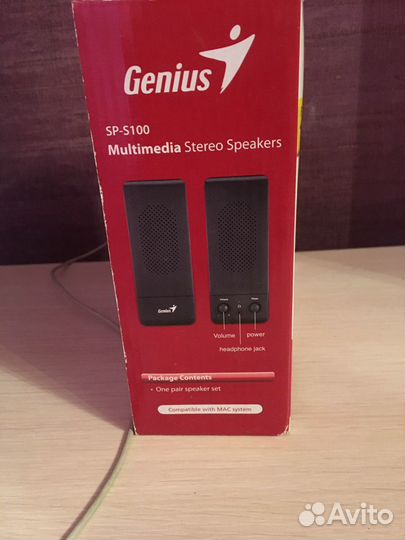 Genius
SP-S100
Multimedia Stereo Speakers
Genius
Volume
power
headphone jack
Package Contents
• One pair speaker set
Compatible with MAC system
Avito